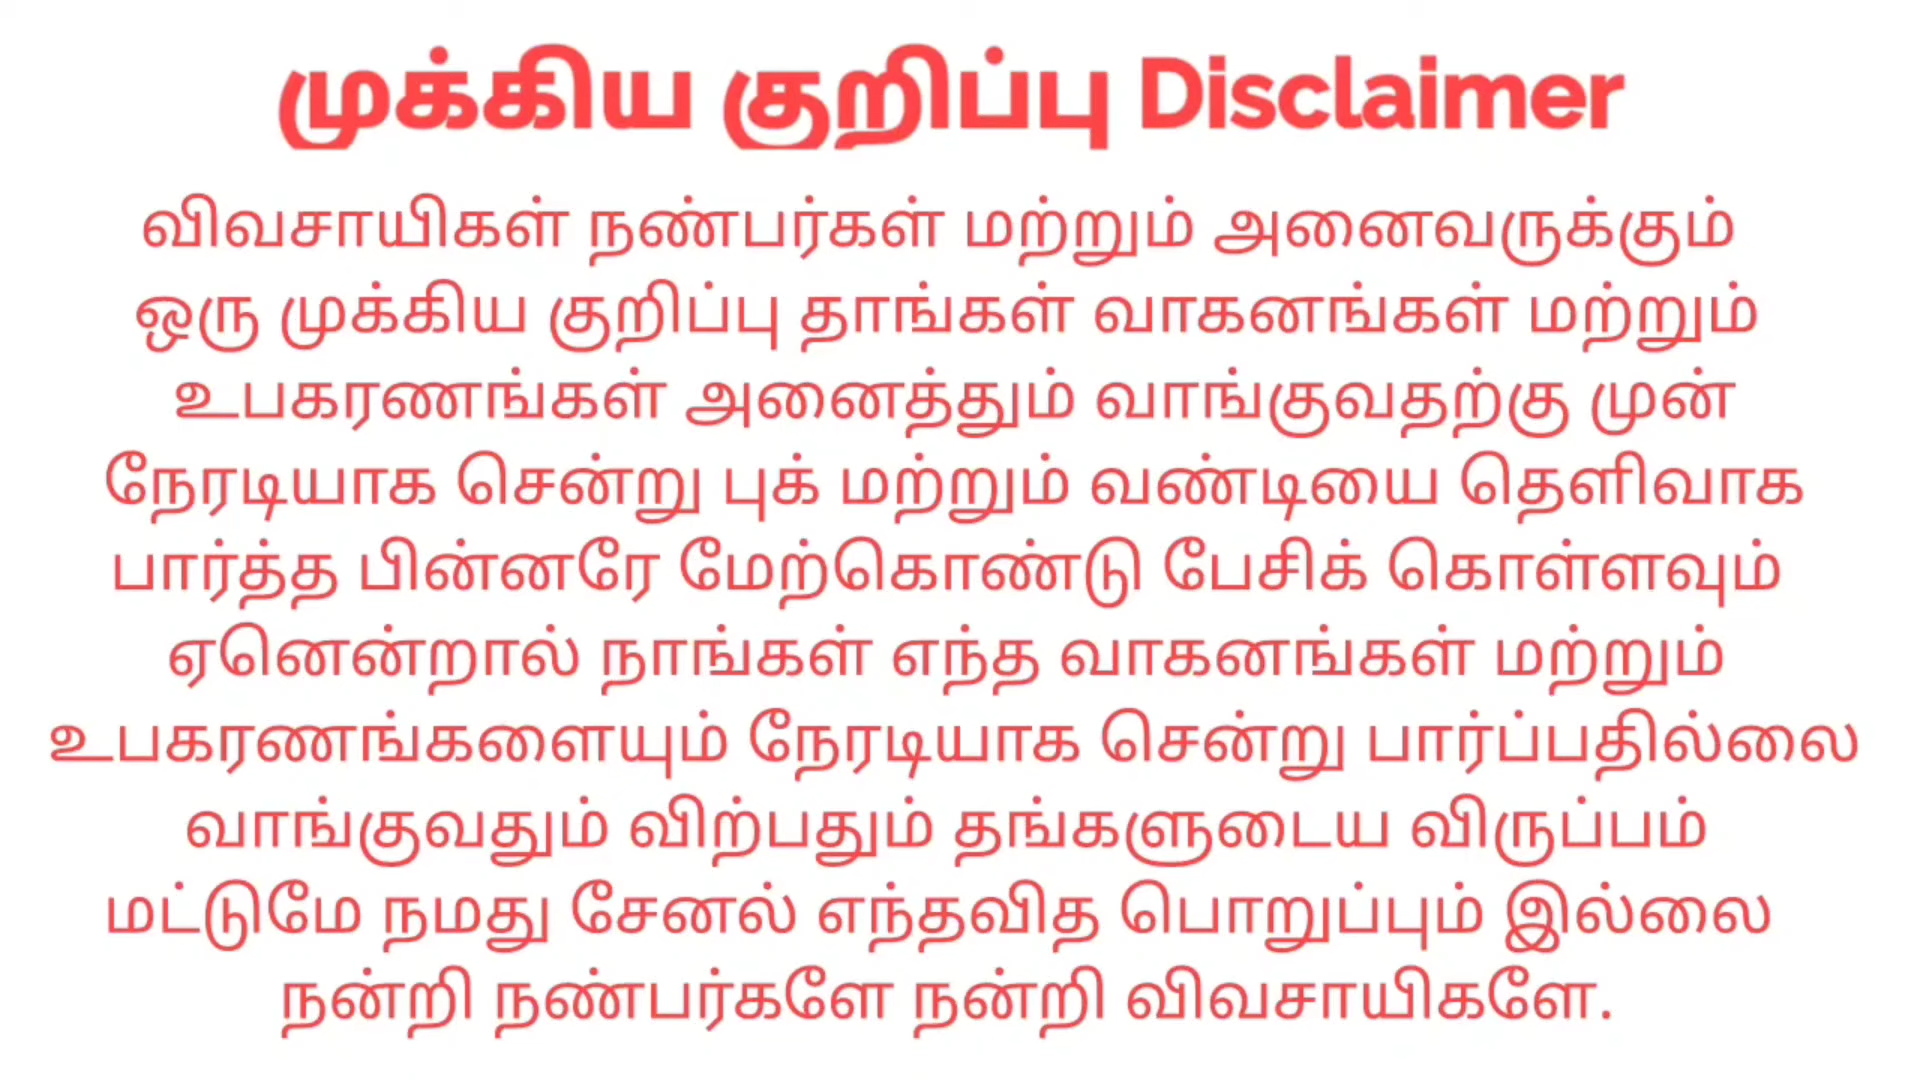 முக்கிய குறிப்பு Disclaimer
விவசாயிகள் நண்பர்கள் மற்றும் அனைவருக்கும்
ஒரு முக்கிய குறிப்பு தாங்கள் வாகனங்கள் மற்றும்
உபகரணங்கள் அனைத்தும் வாங்குவதற்கு முன்
நேரடியாக சென்று புக் மற்றும் வண்டியை தெளிவாக
பார்த்த பின்னரே மேற்கொண்டு பேசிக் கொள்ளவும்
ஏனென்றால் நாங்கள் எந்த வாகனங்கள் மற்றும்
உபகரணங்களையும் நேரடியாக சென்று பார்ப்பதில்லை
வாங்குவதும் விற்பதும் தங்களுடைய விருப்பம்
மட்டுமே நமது சேனல் எந்தவித பொறுப்பும் இல்லை
நன்றி நண்பர்களே நன்றி விவசாயிகளே.